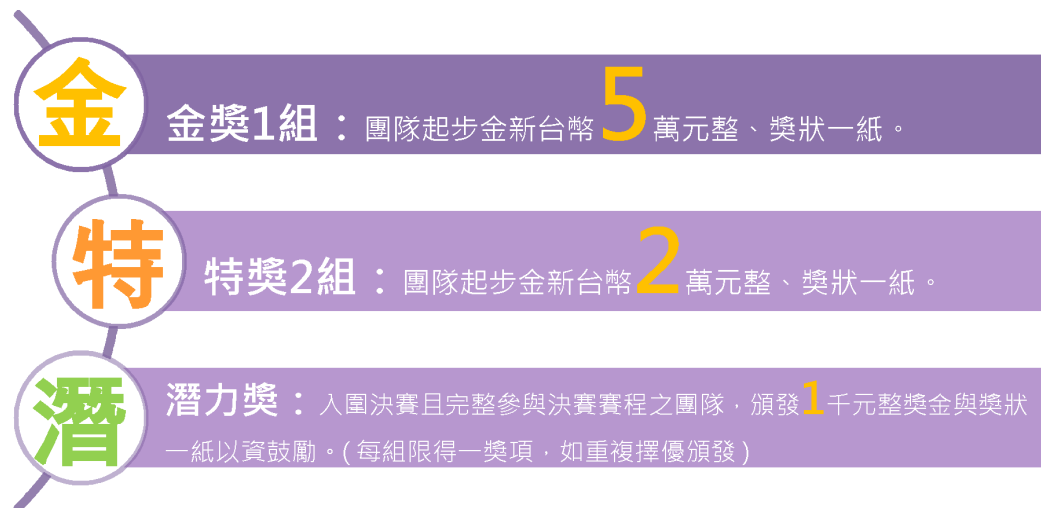 金
金獎1組：團隊起步金新台幣5萬元整、獎狀一紙。
特
特獎2組：團隊起步金新台幣2萬元整、獎狀一紙。
潛
潛力獎：入圍決賽且完整參與決賽賽程之團隊，頒發1千元整獎金與獎狀
一紙以資鼓勵。(每組限得一獎項，如重複擇優頒發)